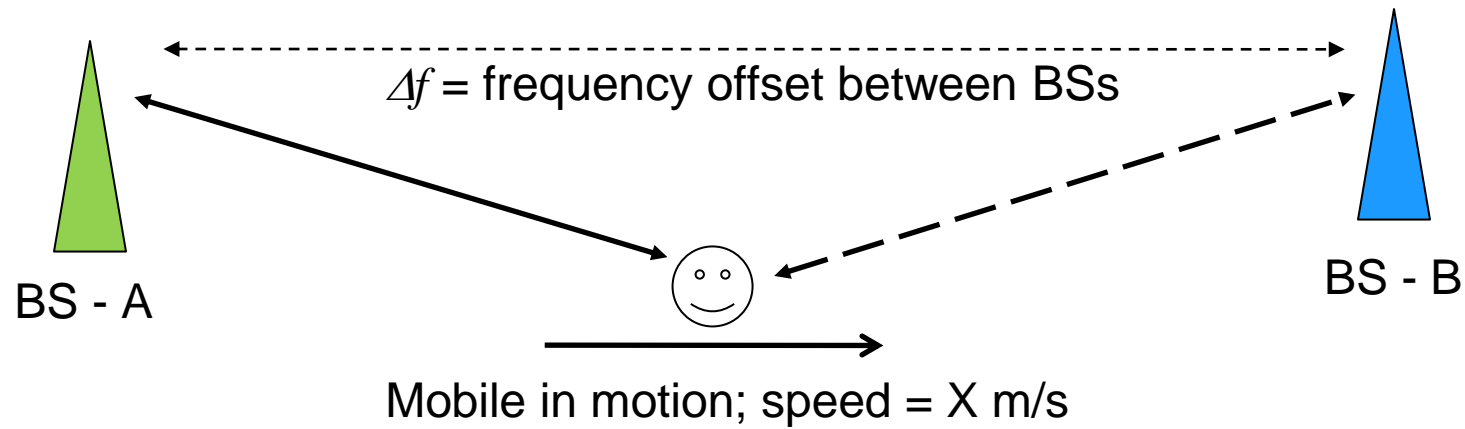 Δf = frequency offset between BSs
BS - A
BS - B
Mobile in motion; speed = X m/s